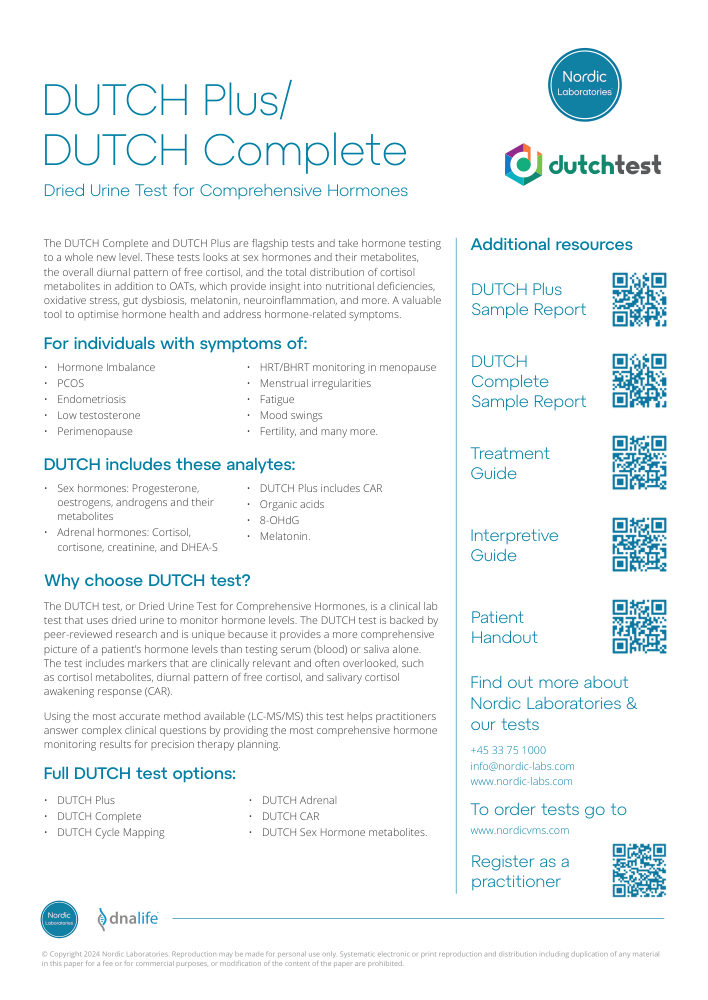 DUTCH Plus/
DUTCH Complete
Dried Urine Test for Comprehensive Hormones
Nordic
Laboratories
dutchtest
The DUTCH Complete and DUTCH Plus are flagship tests and take hormone testing
to a whole new level. These tests looks at sex hormones and their metabolites,
the overall diurnal pattern of free cortisol, and the total distribution of cortisol
metabolites in addition to OATs, which provide insight into nutritional deficiencies,
oxidative stress, gut dysbiosis, melatonin, neuroinflammation, and more. A valuable
tool to optimise hormone health and address hormone-related symptoms.
For individuals with symptoms of:
• Hormone Imbalance
• PCOS
• Endometriosis
• Low testosterone
• Perimenopause
• HRT/BHRT monitoring in menopause
• Menstrual irregularities
• Fatigue
• Mood swings
• Fertility, and many more.
DUTCH includes these analytes:
• Sex hormones: Progesterone,
oestrogens, androgens and their
metabolites
• Adrenal hormones: Cortisol,
cortisone, creatinine, and DHEA-S
• DUTCH Plus includes CAR
• Organic acids
• 8-OHdG
• Melatonin.
Why choose DUTCH test?
The DUTCH test, or Dried Urine Test for Comprehensive Hormones, is a clinical lab
test that uses dried urine to monitor hormone levels. The DUTCH test is backed by
peer-reviewed research and is unique because it provides a more comprehensive
picture of a patient's hormone levels than testing serum (blood) or saliva alone.
The test includes markers that are clinically relevant and often overlooked, such
as cortisol metabolites, diurnal pattern of free cortisol, and salivary cortisol
awakening response (CAR).
Using the most accurate method available (LC-MS/MS) this test helps practitioners
answer complex clinical questions by providing the most comprehensive hormone
monitoring results for precision therapy planning.
Full DUTCH test options:
• DUTCH Plus
• DUTCH Complete
• DUTCH Cycle Mapping
• DUTCH Adrenal
• DUTCH CAR
• DUTCH Sex Hormone metabolites.
Additional resources
DUTCH Plus
Sample Report
DUTCH
Complete
Sample Report
Treatment
Guide
Interpretive
Guide
Patient
Handout
Find out more about
Nordic Laboratories &
our tests
+45 33 75 1000
info@nordic-labs.com
www.nordic-labs.com
To order tests go to
www.nordicvms.com
Register as a
practitioner
Nordic
Laboratories
dnalife
© Copyright 2024 Nordic Laboratories. Reproduction may be made for personal use only. Systematic electronic or print reproduction and distribution including duplication of any material
in this paper for a fee or for commercial purposes, or modification of the content of the paper are prohibited.